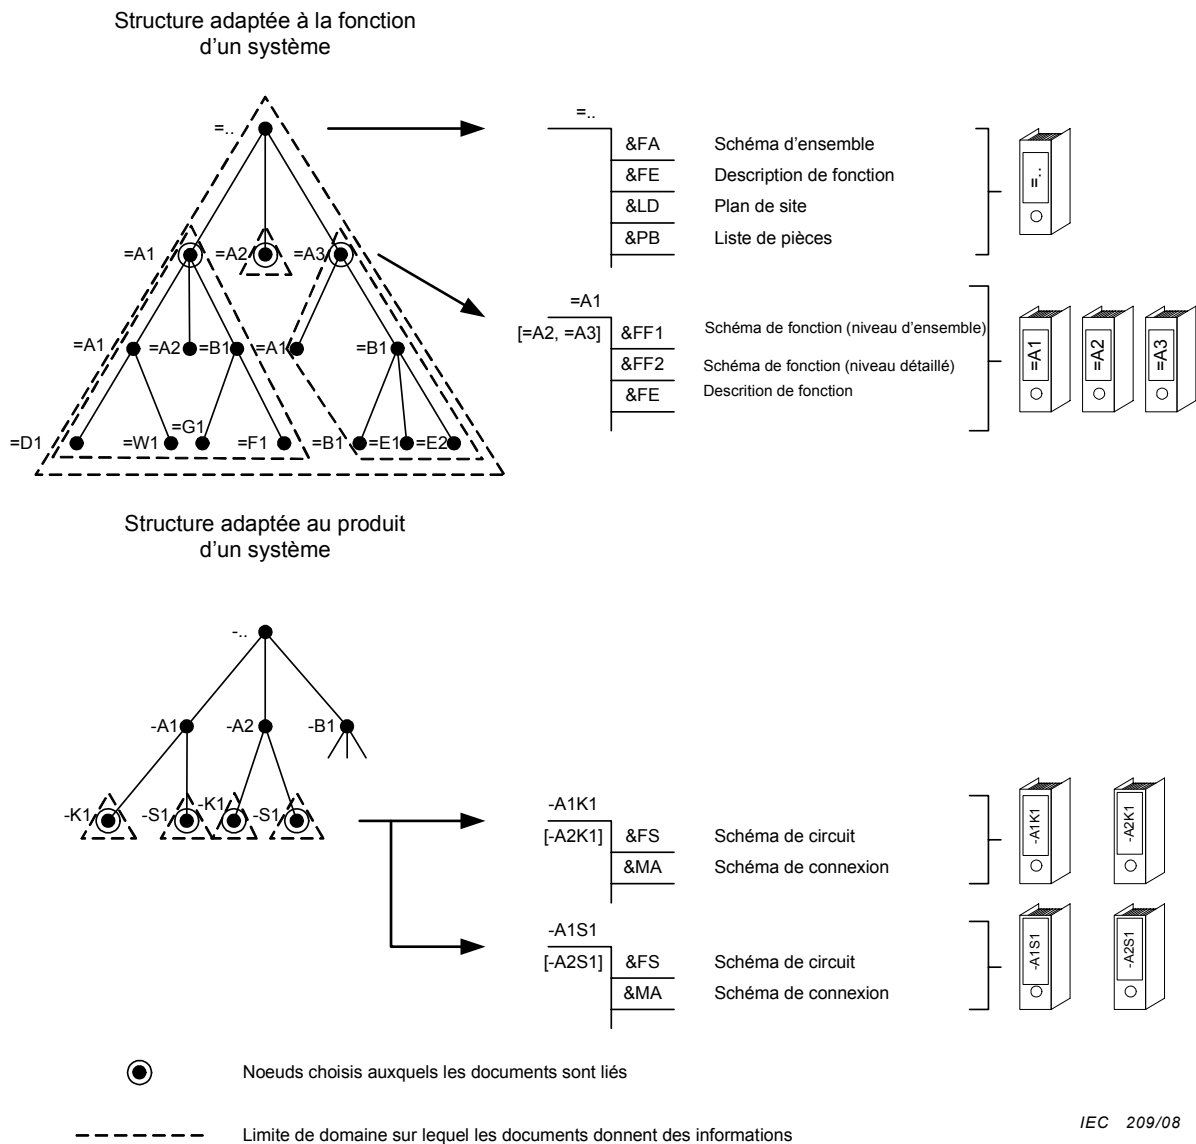 Structure adaptée à la fonction
d'un système
=..
=..
&FA Schéma d'ensemble
&FE Description de fonction
&LD Plan de site
&PB Liste de pièces
=..
=A1 =A2 =A3
=A1
[=A2, =A3] &FF1 Schéma de fonction (niveau d'ensemble)
&FF2 Schéma de fonction (niveau détaillé)
&FE Descrition de fonction
=A1 =A2 =A3
=A1 =A2 =B1 =A1 =B1
=D1 =W1 =G1 =F1 =B1 =E1 =E2
Structure adaptée au produit
d'un système
-..
-A1 -A2 -B1
-K1 -S1 -K1 -S1
-A1K1
[-A2K1] &FS Schéma de circuit
&MA Schéma de connexion
-A1K1 -A2K1
-A1S1
[-A2S1] &FS Schéma de circuit
&MA Schéma de connexion
-A1S1 -A2S1
Noeuds choisis auxquels les documents sont liés
Limite de domaine sur lequel les documents donnent des informations
IEC 209/08